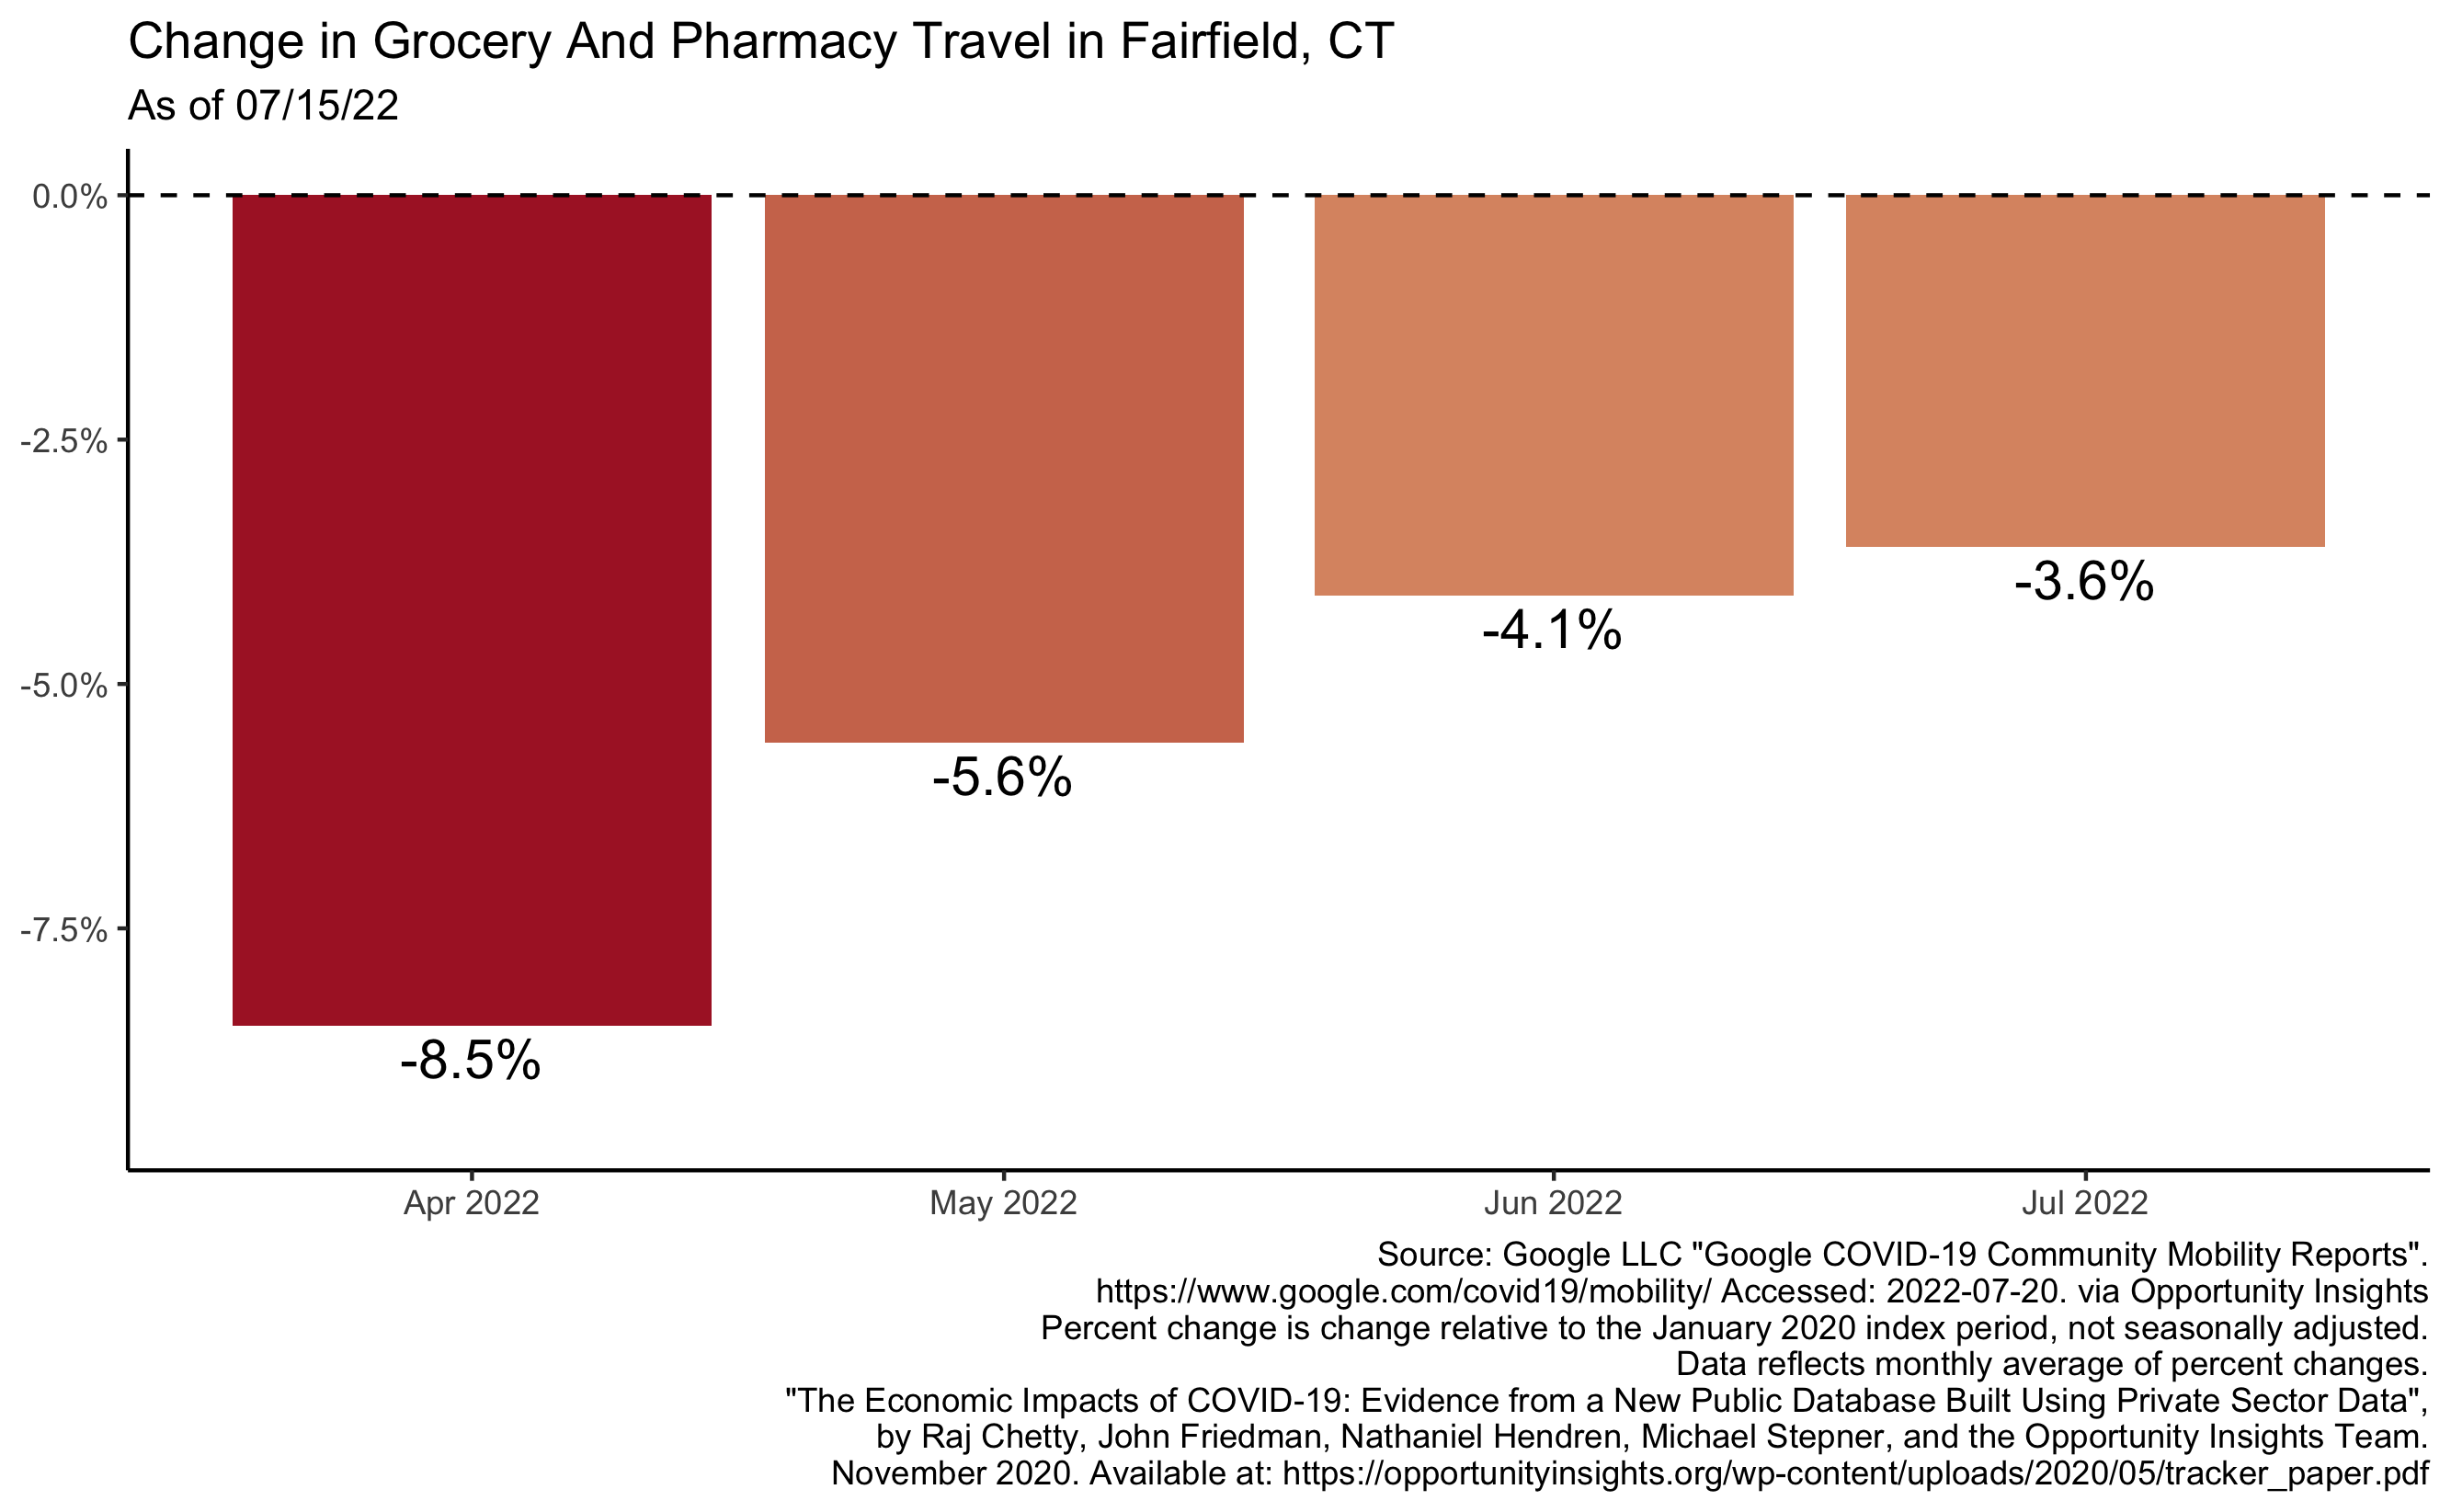 Change in Grocery And Pharmacy Travel in Fairfield, CT
As of 07/15/22
0.0%
-2.5%
-5.0%
-7.5%
-8.5%
-5.6%
-4.1%
-3.6%
Apr 2022
May 2022
Jun 2022
Jul 2022
Source: Google LLC "Google COVID-19 Community Mobility Reports".
https://www.google.com/covid19/mobility/ Accessed: 2022-07-20. via Opportunity Insights
Percent change is change relative to the January 2020 index period, not seasonally adjusted.
Data reflects monthly average of percent changes.
"The Economic Impacts of COVID-19: Evidence from a New Public Database Built Using Private Sector Data",
by Raj Chetty, John Friedman, Nathaniel Hendren, Michael Stepner, and the Opportunity Insights Team.
November 2020. Available at: https://opportunityinsights.org/wp-content/uploads/2020/05/tracker_paper.pdf